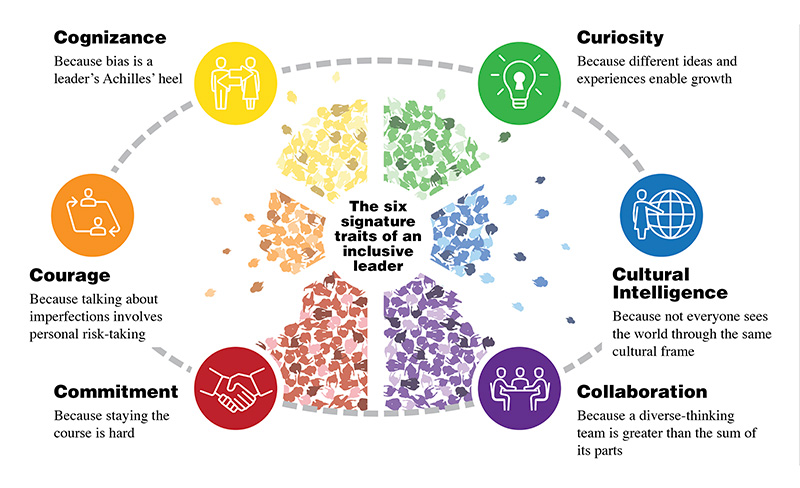 Cognizance
Because bias is a
leader’s Achilles’ heel
Curiosity
Because different ideas and
experiences enable growth
The six
signature
traits of an
inclusive
leader
Courage
Because talking about
imperfections involves
personal risk-taking
Cultural
Intelligence
Because not everyone sees
the world through the same
cultural frame
Commitment
Because staying the
course is hard
Collaboration
Because a diverse-thinking
team is greater than the sum of
its parts